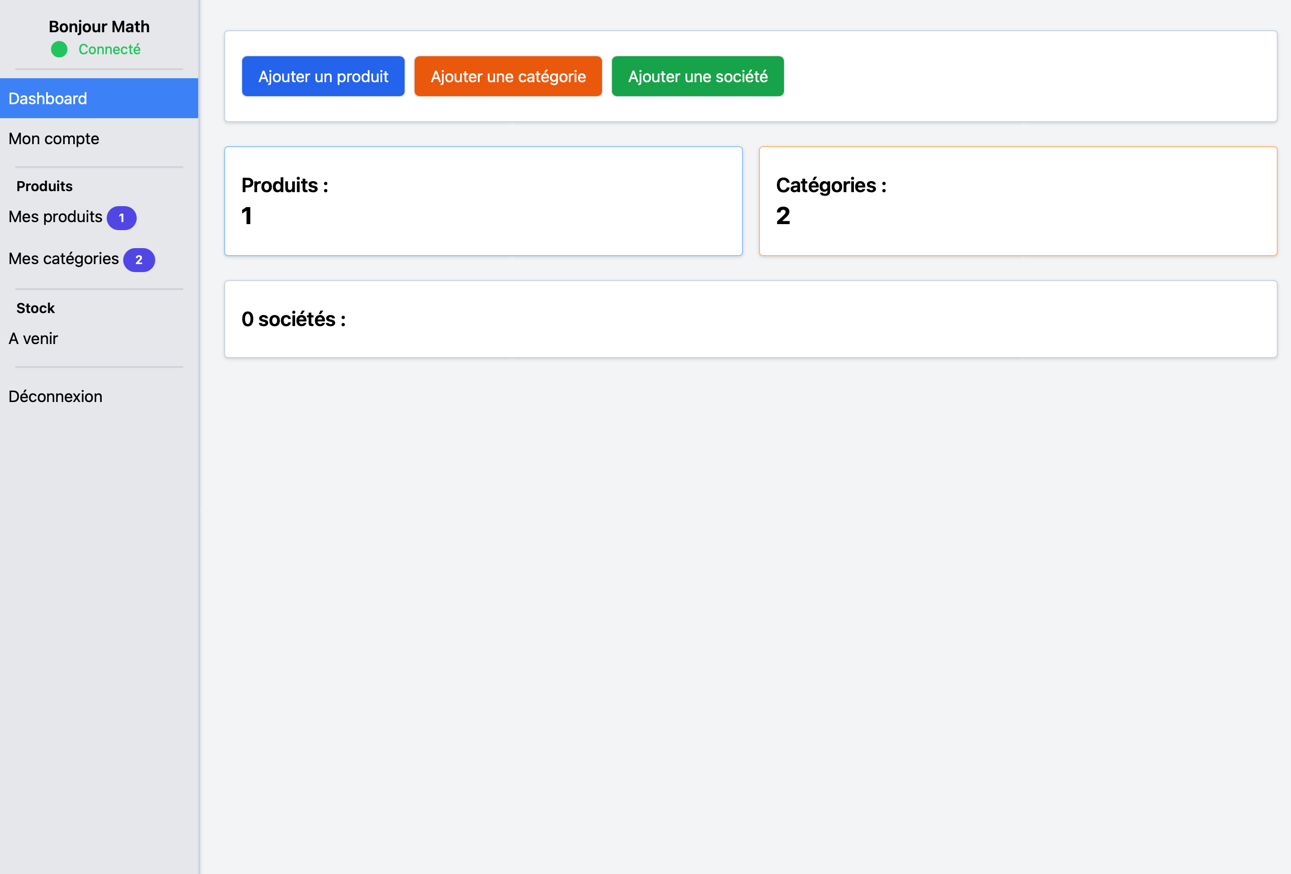 Bonjour Math
Connecté
Dashboard
Mon compte
Produits
Mes produits 1
Mes catégories 2
Stock
A venir
Déconnexion
Ajouter un produit Ajouter une catégorie Ajouter une société
Produits :
1
Catégories :
2
0 sociétés :